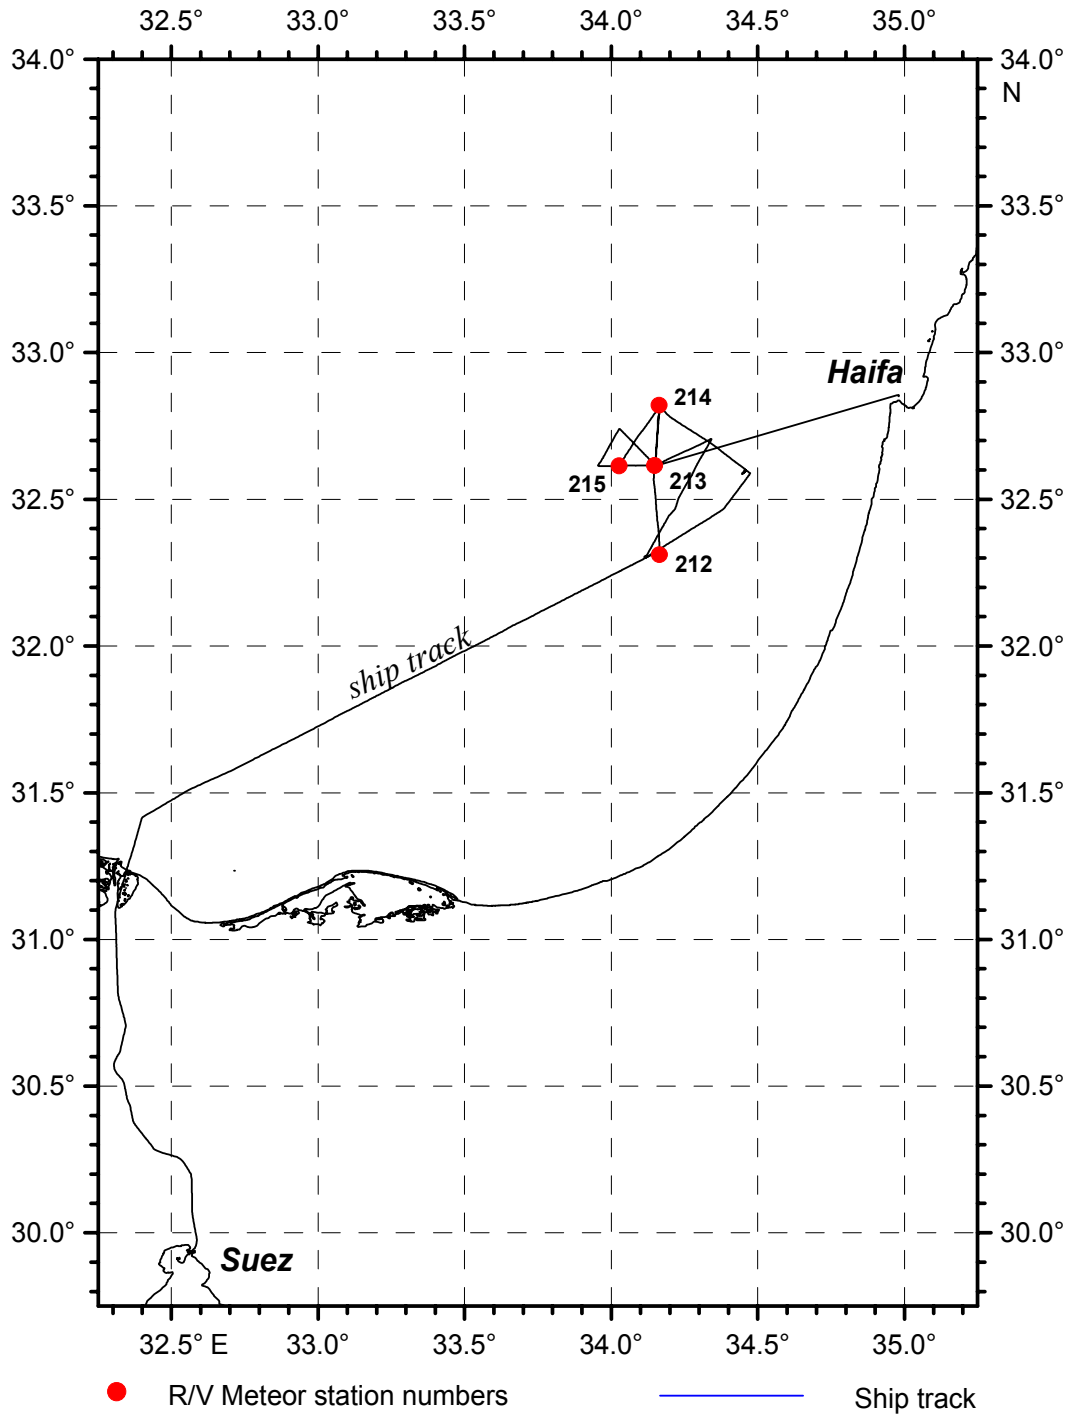 32.5° 33.0° 33.5° 34.0° 34.5° 35.0°
34.0° 34.0°
N
33.5° 33.5°
33.0° 33.0°
Haifa
214
215 213
32.5° 32.5°
212
32.0° 32.0°
ship track
31.5° 31.5°
31.0° 31.0°
30.5° 30.5°
30.0° 30.0°
Suez
32.5° E 33.0° 33.5° 34.0° 34.5° 35.0°
R/V Meteor station numbers Ship track